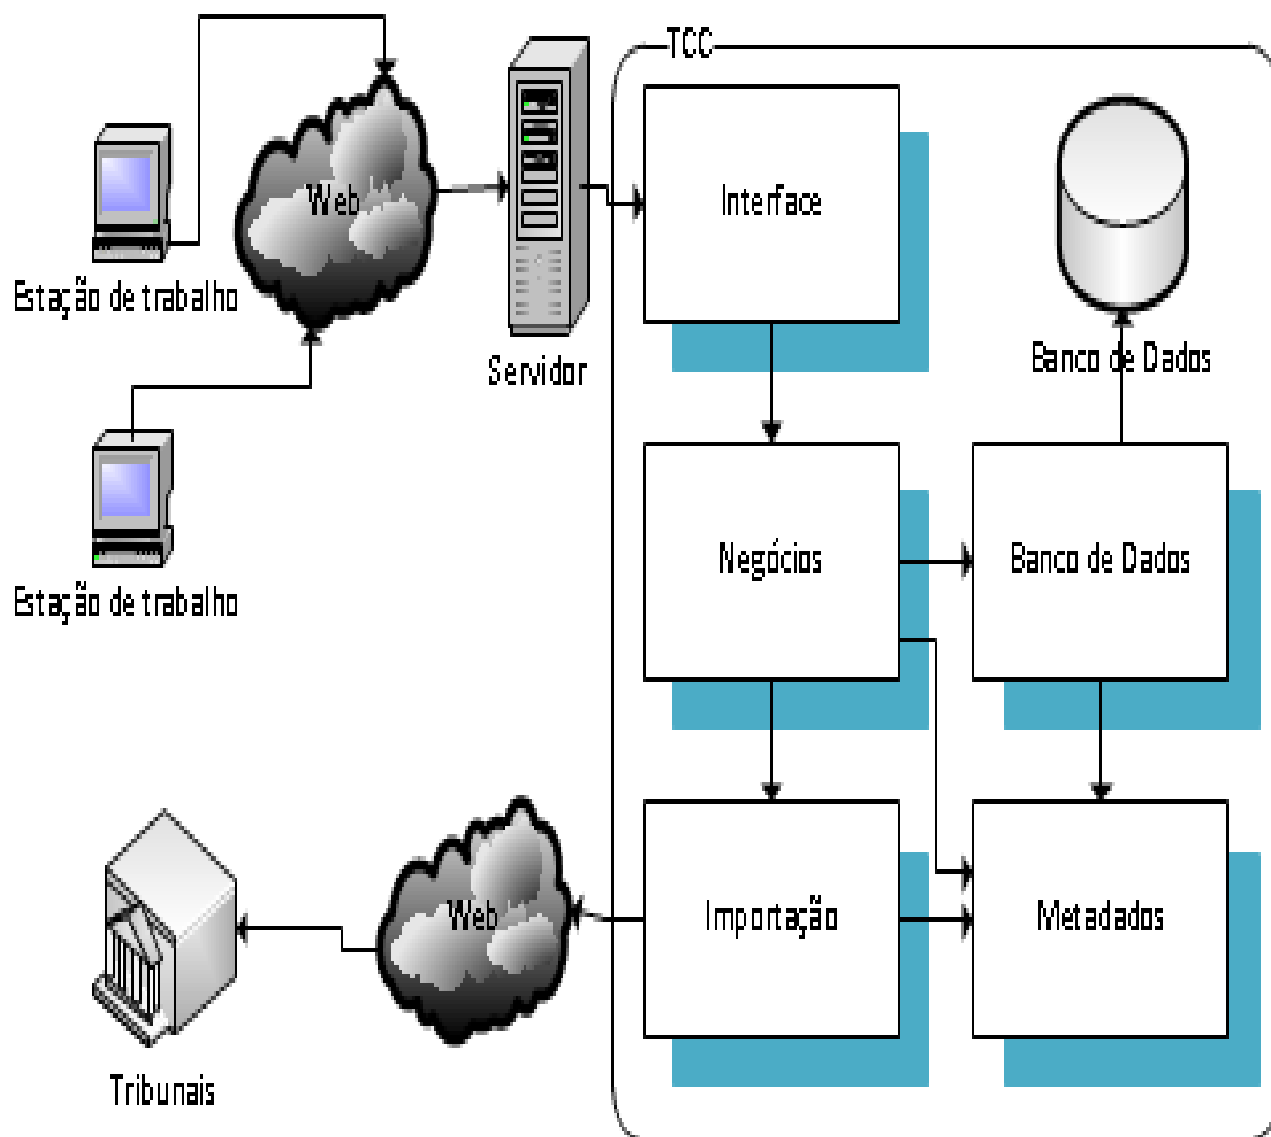 TCC
Web
Interface
Estação de trabalho
Servidor
Banco de Dados
Negócios
Banco de Dados
Estação de trabalho
Web
Importação
Metadados
Tribunais